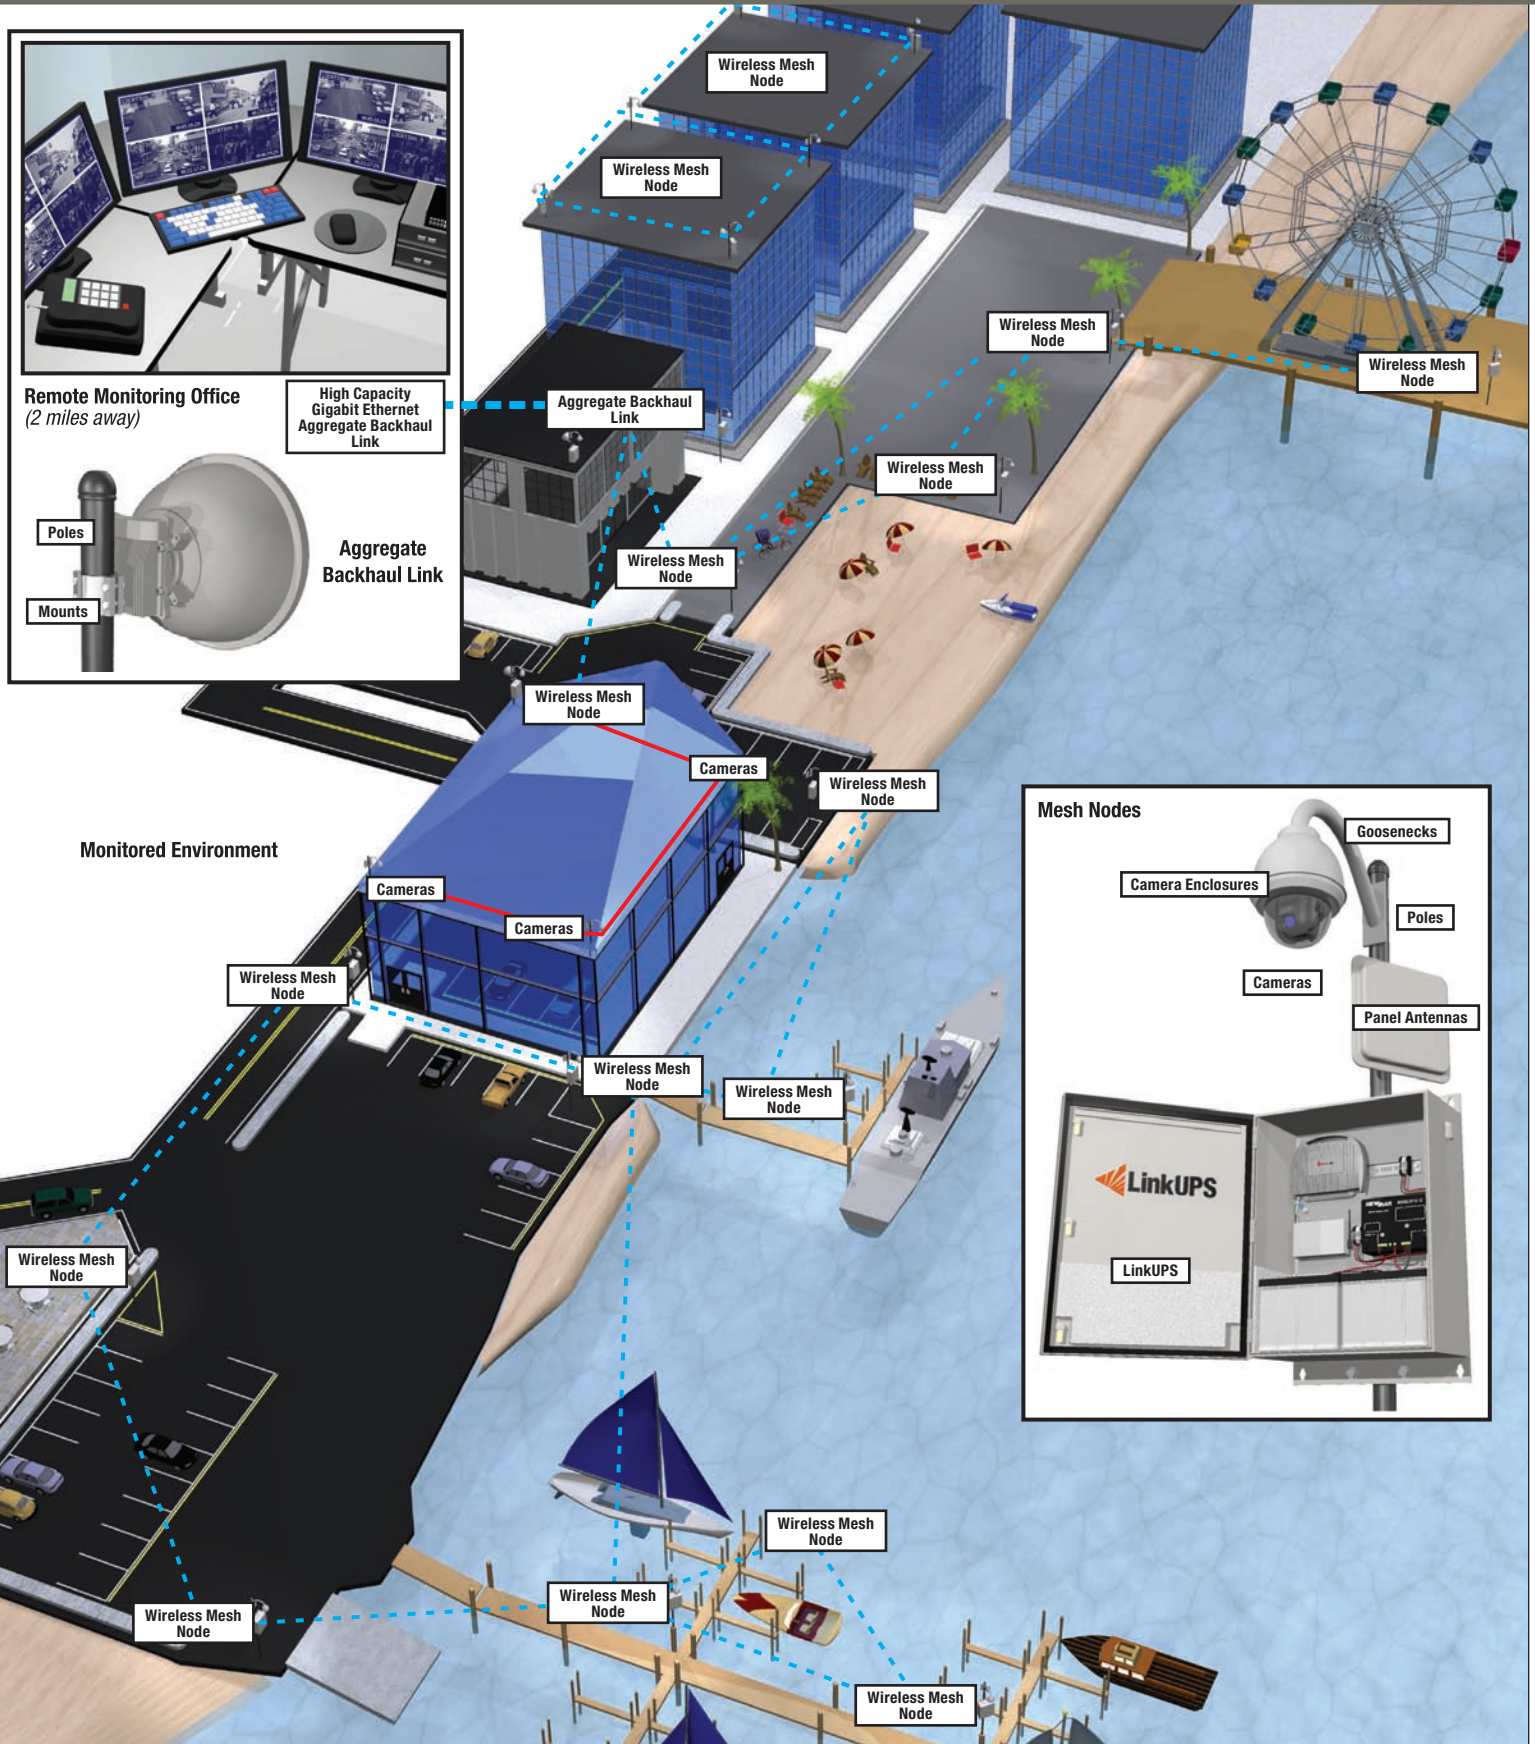 Wireless Mesh
Node
Wireless Mesh
Node
Remote Monitoring Office
(2 miles away)
High Capacity
Gigabit Ethernet
Aggregate Backhaul
Link
Aggregate Backhaul
Link
Poles
Mounts
Aggregate
Backhaul Link
Wireless Mesh
Node
Wireless Mesh
Node
Wireless Mesh
Node
Wireless Mesh
Node
Wireless Mesh
Node
Cameras
Wireless Mesh
Node
Monitored Environment
Cameras
Cameras
Wireless Mesh
Node
Wireless Mesh
Node
Wireless Mesh
Node
Mesh Nodes
Goosenecks
Camera Enclosures
Poles
Cameras
Panel Antennas
LinkUPS
LinkUPS
Wireless Mesh
Node
Wireless Mesh
Node
Wireless Mesh
Node
Wireless Mesh
Node
Wireless Mesh
Node